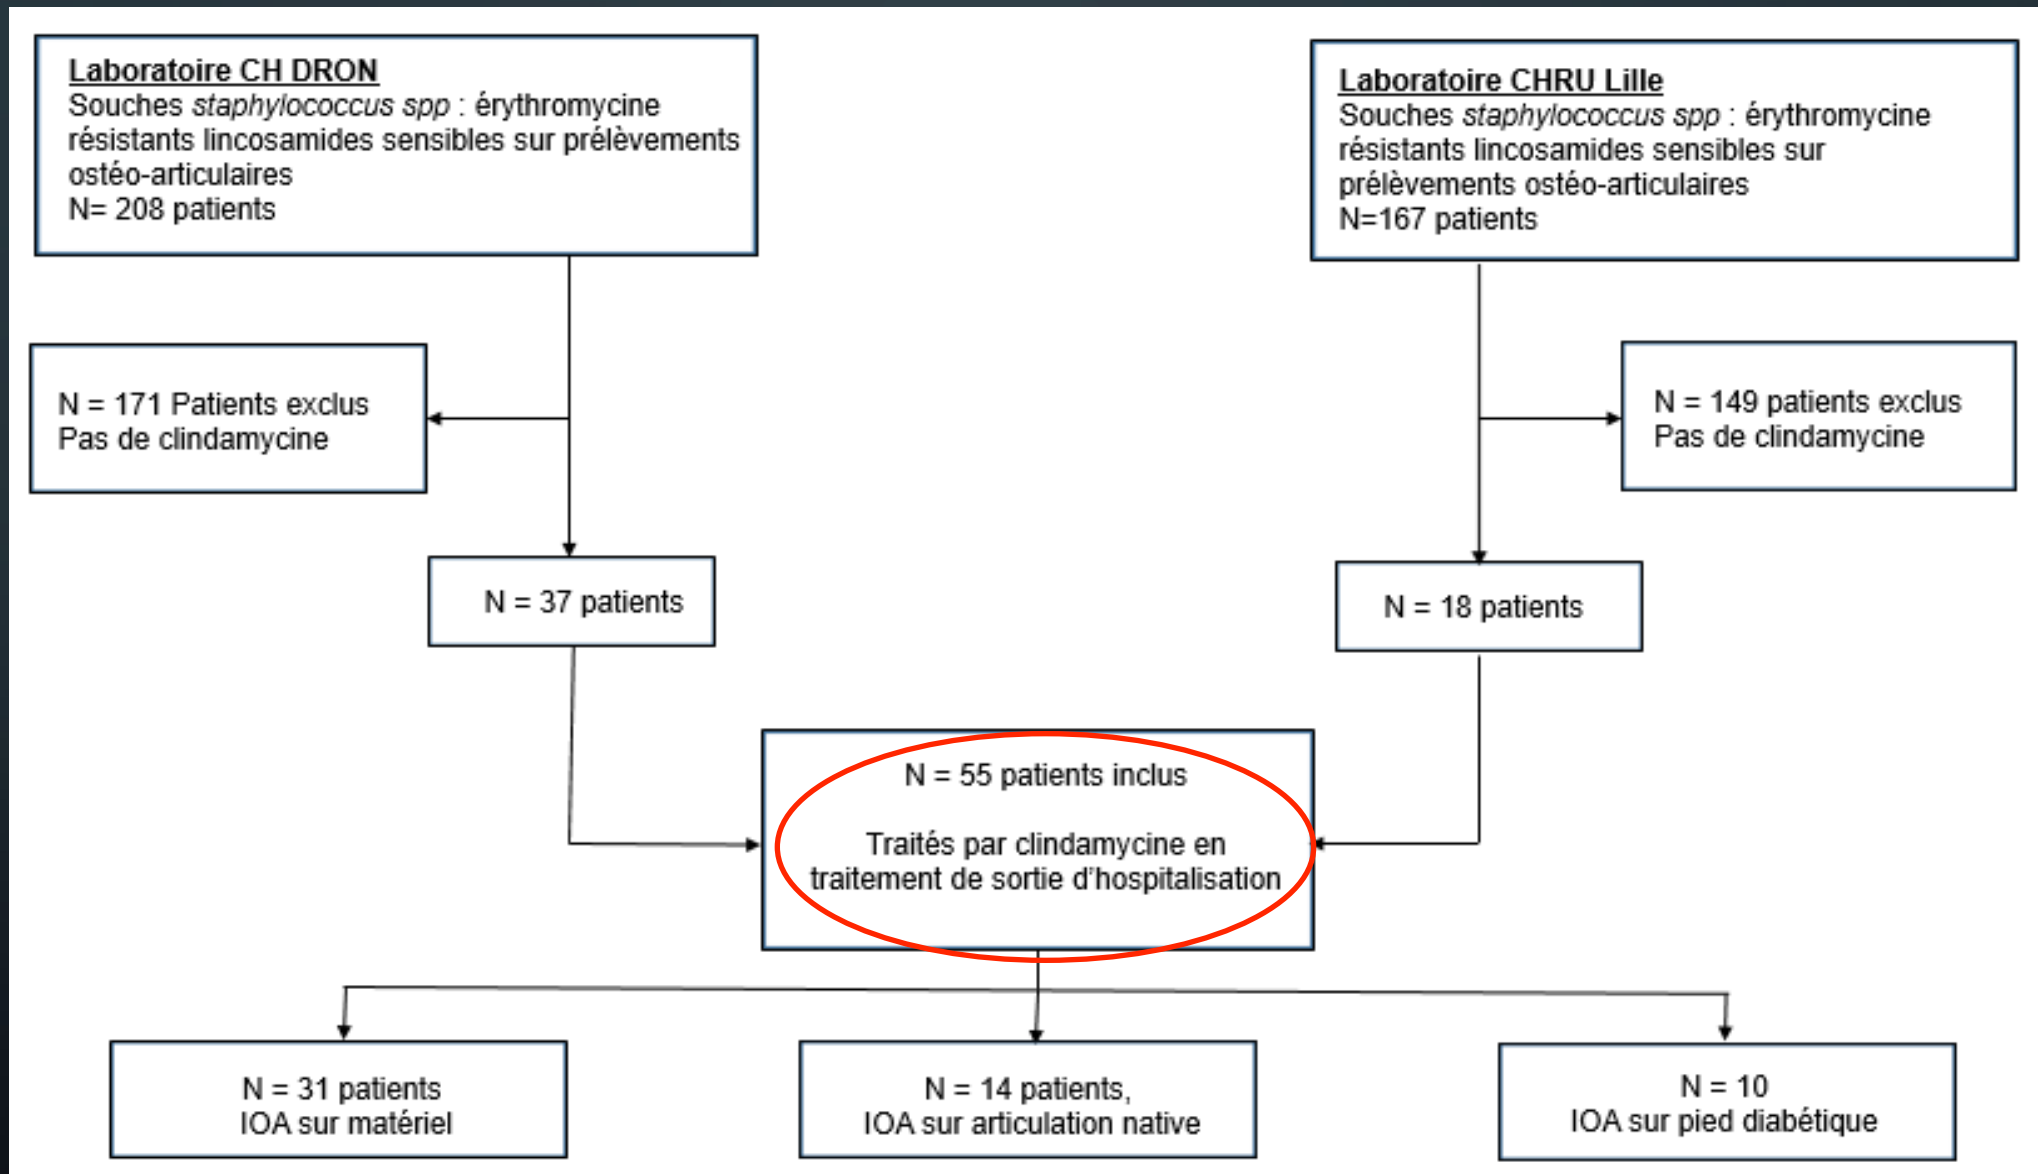 Laboratoire CH DRON
Souches staphylococcus spp : érythromycine
résistants lincosamides sensibles sur prélèvements
ostéo-articulaires
N= 208 patients
Laboratoire CHRU Lille
Souches staphylococcus spp : érythromycine
résistants lincosamides sensibles sur
prélèvements ostéo-articulaires
N=167 patients
N = 171 Patients exclus
Pas de clindamycine
N = 149 patients exclus
Pas de clindamycine
N = 37 patients
N = 18 patients
N = 55 patients inclus
Traités par clindamycine en
traitement de sortie d'hospitalisation
N = 31 patients
IOA sur matériel
N = 14 patients,
IOA sur articulation native
N = 10
IOA sur pied diabétique